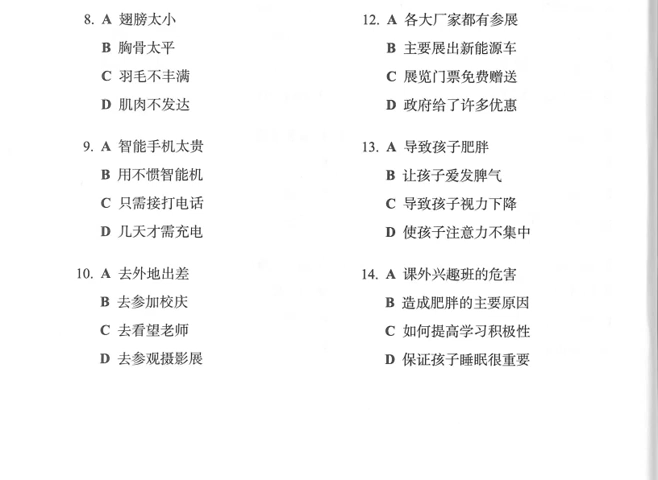 8. A 翅膀太小
B 胸骨太平
C 羽毛不丰满
D 肌肉不发达
9. A 智能手机太贵
B 用不惯智能机
C 只需接打电话
D 几天才需充电
10. A 去外地出差
B 去参加校庆
C 去看望老师
D 去参观摄影展
12. A 各大厂家都有参展
B 主要展出新能源车
C 展览门票免费赠送
D 政府给了许多优惠
13. A 导致孩子肥胖
B 让孩子爱发脾气
C 导致孩子视力下降
D 使孩子注意力不集中
14. A 课外兴趣班的危害
B 造成肥胖的主要原因
C 如何提高学习积极性
D 保证孩子睡眠很重要